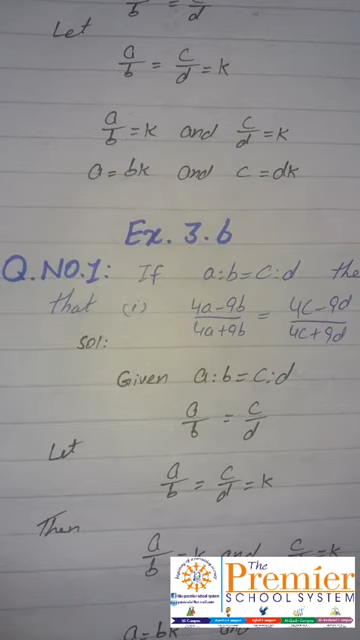 a/b = c/d
Let
a/b = c/d = k
a/b = k and c/d = k
a = bk and c = dk
Ex. 3.6
Q.NO.1: If a:b = c:d the
that (i) 4a-9b/4a+9b = 4c-9d/4c+9d
Sol:
Given a:b = c:d
a/b = c/d
Let
a/b = c/d = k
Then
a/b = k and c/ = k
a = bk
The
Premier
SCHOOL SYSTEM